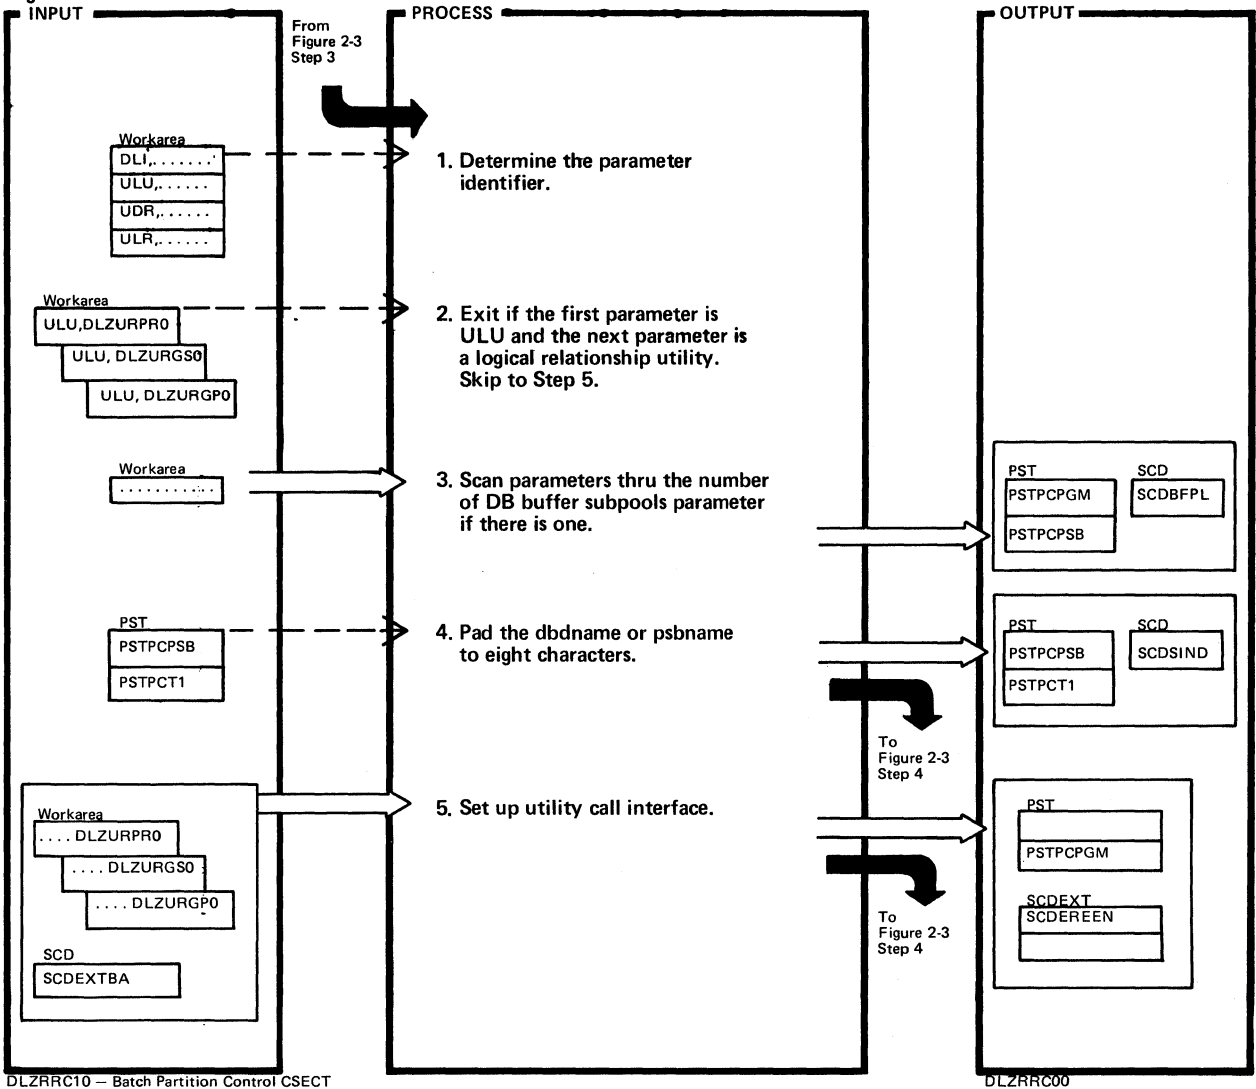 INPUT
PROCESS
OUTPUT
From
Figure 2-3
Step 3
Workarea
DLI,.......
ULU,......
UDR,......
ULR,......
1. Determine the parameter
identifier.
Workarea
ULU,DLZURPR0
ULU, DLZURGS0
ULU, DLZURGP0
2. Exit if the first parameter is
ULU and the next parameter is
a logical relationship utility.
Skip to Step 5.
Workarea
...........
3. Scan parameters thru the number
of DB buffer subpools parameter
if there is one.
PST
PSTPCPGM
PSTPCPSB
SCD
SCDBFPL
PST
PSTPCPSB
PSTPCT1
4. Pad the dbdname or psbname
to eight characters.
PST
PSTPCPSB
PSTPCT1
SCD
SCDSIND
To
Figure 2-3
Step 4
Workarea
....DLZURPR0
....DLZURGS0
....DLZURGP0
SCD
SCDEXTBA
5. Set up utility call interface.
PST
PSTPCPGM
SCDEXT
SCDEREEN
To
Figure 2-3
Step 4
DLZRRC10 – Batch Partition Control CSECT
DLZRRC00